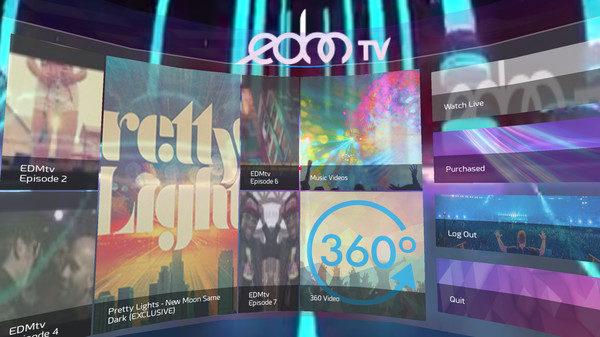 edm TV
EDMtv
Episode 2
Pretty
Lights
Pretty Lights - New Moon Same
Dark (EXCLUSIVE)
EDMtv
Episode 6
Music Videos
EDMtv
Episode 4
EDMtv
Episode 7
360°
360 Video
edm
Watch Live
Purchased
Log Out
Quit